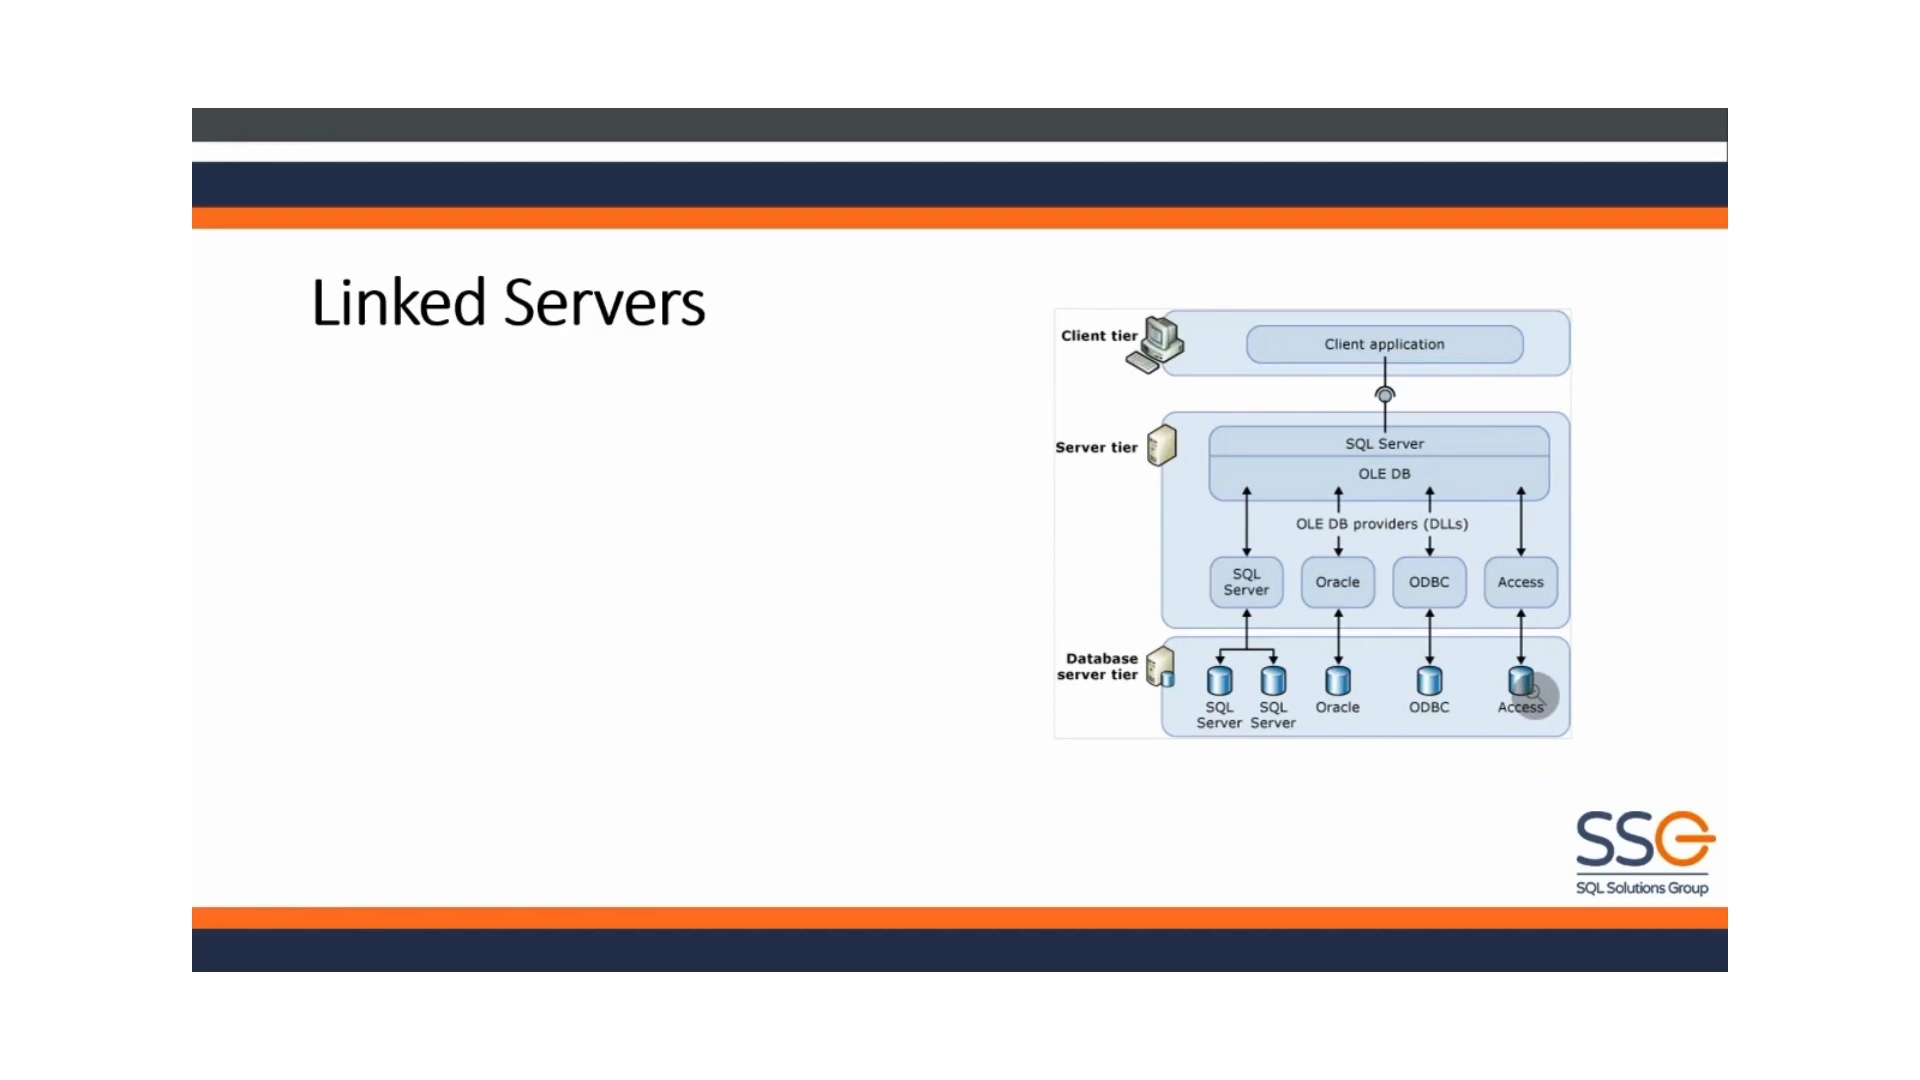 Linked Servers
Client tier
Client application
Server tier
SQL Server
OLE DB
OLE DB providers (DLLs)
SQL
Server
Oracle
ODBC
Access
Database
server tier
SQL
Server
SQL
Server
Oracle
ODBC
Access
SSG
SQL Solutions Group